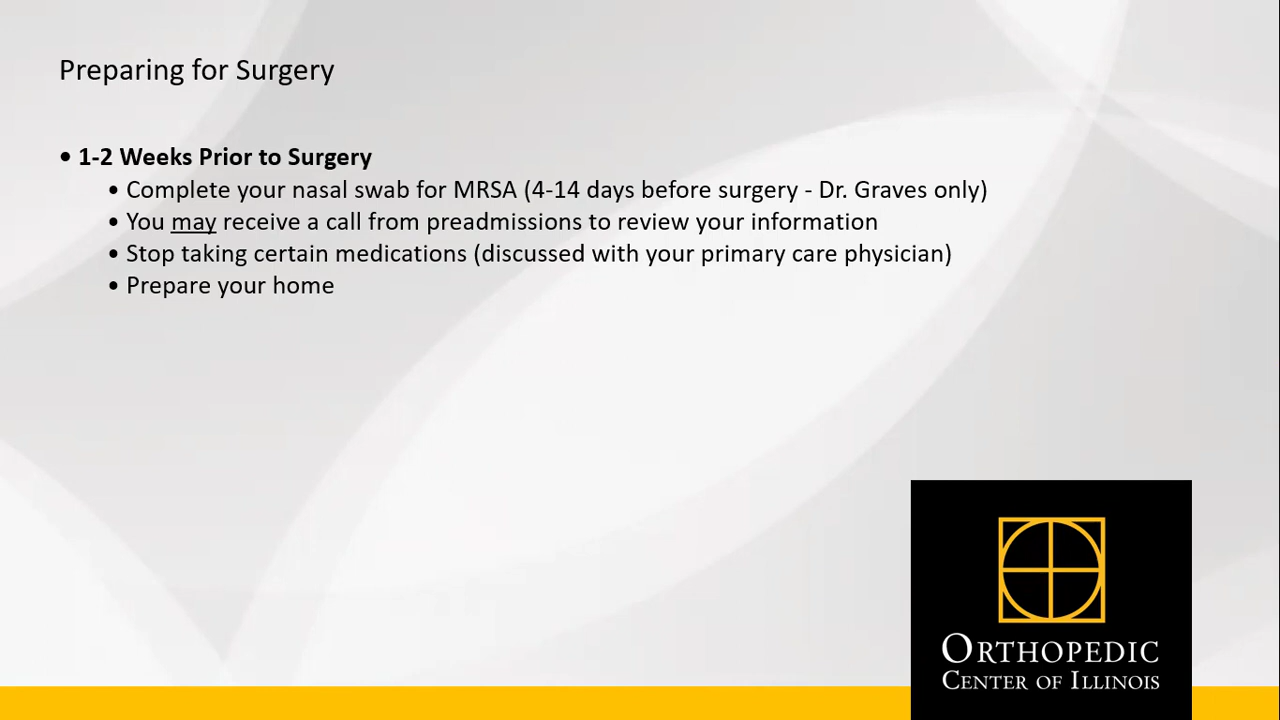 Preparing for Surgery
• 1-2 Weeks Prior to Surgery
• Complete your nasal swab for MRSA (4-14 days before surgery - Dr. Graves only)
• You may receive a call from preadmissions to review your information
• Stop taking certain medications (discussed with your primary care physician)
• Prepare your home
ORTHOPEDIC
CENTER OF ILLINOIS